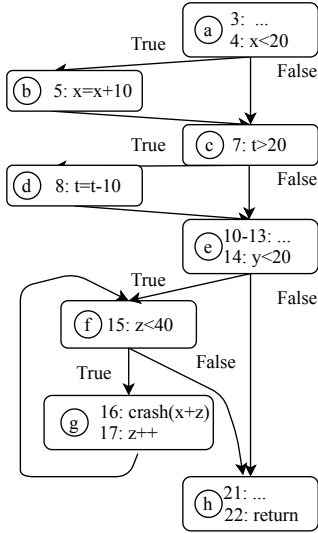 a
3: ...
4: x<20
True
False
b
5: x=x+10
True
c
7: t>20
False
d
8: t=t-10
e
10-13: ...
14: y<20
True
False
f
15: z<40
True
False
g
16: crash(x+z)
17: z++
h
21: ...
22: return